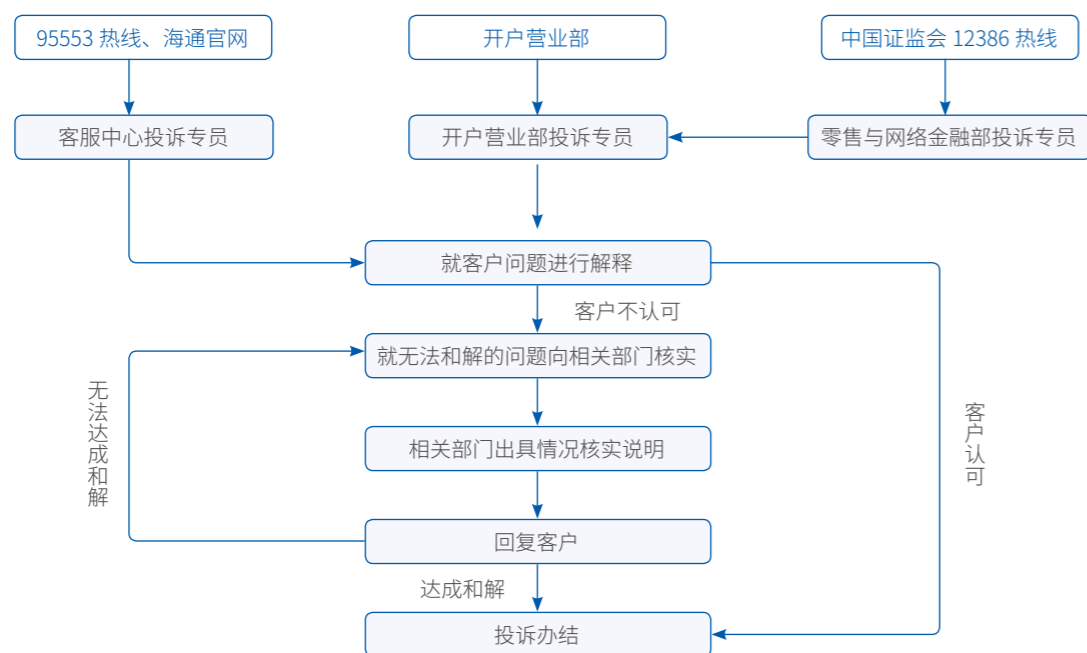 95553 热线、海通官网
开户营业部
中国证监会 12386 热线
客服中心投诉专员
开户营业部投诉专员
零售与网络金融部投诉专员
就客户问题进行解释
客户不认可
就无法和解的问题向相关部门核实
无法达成和解
客户认可
相关部门出具情况核实说明
回复客户
达成和解
投诉办结